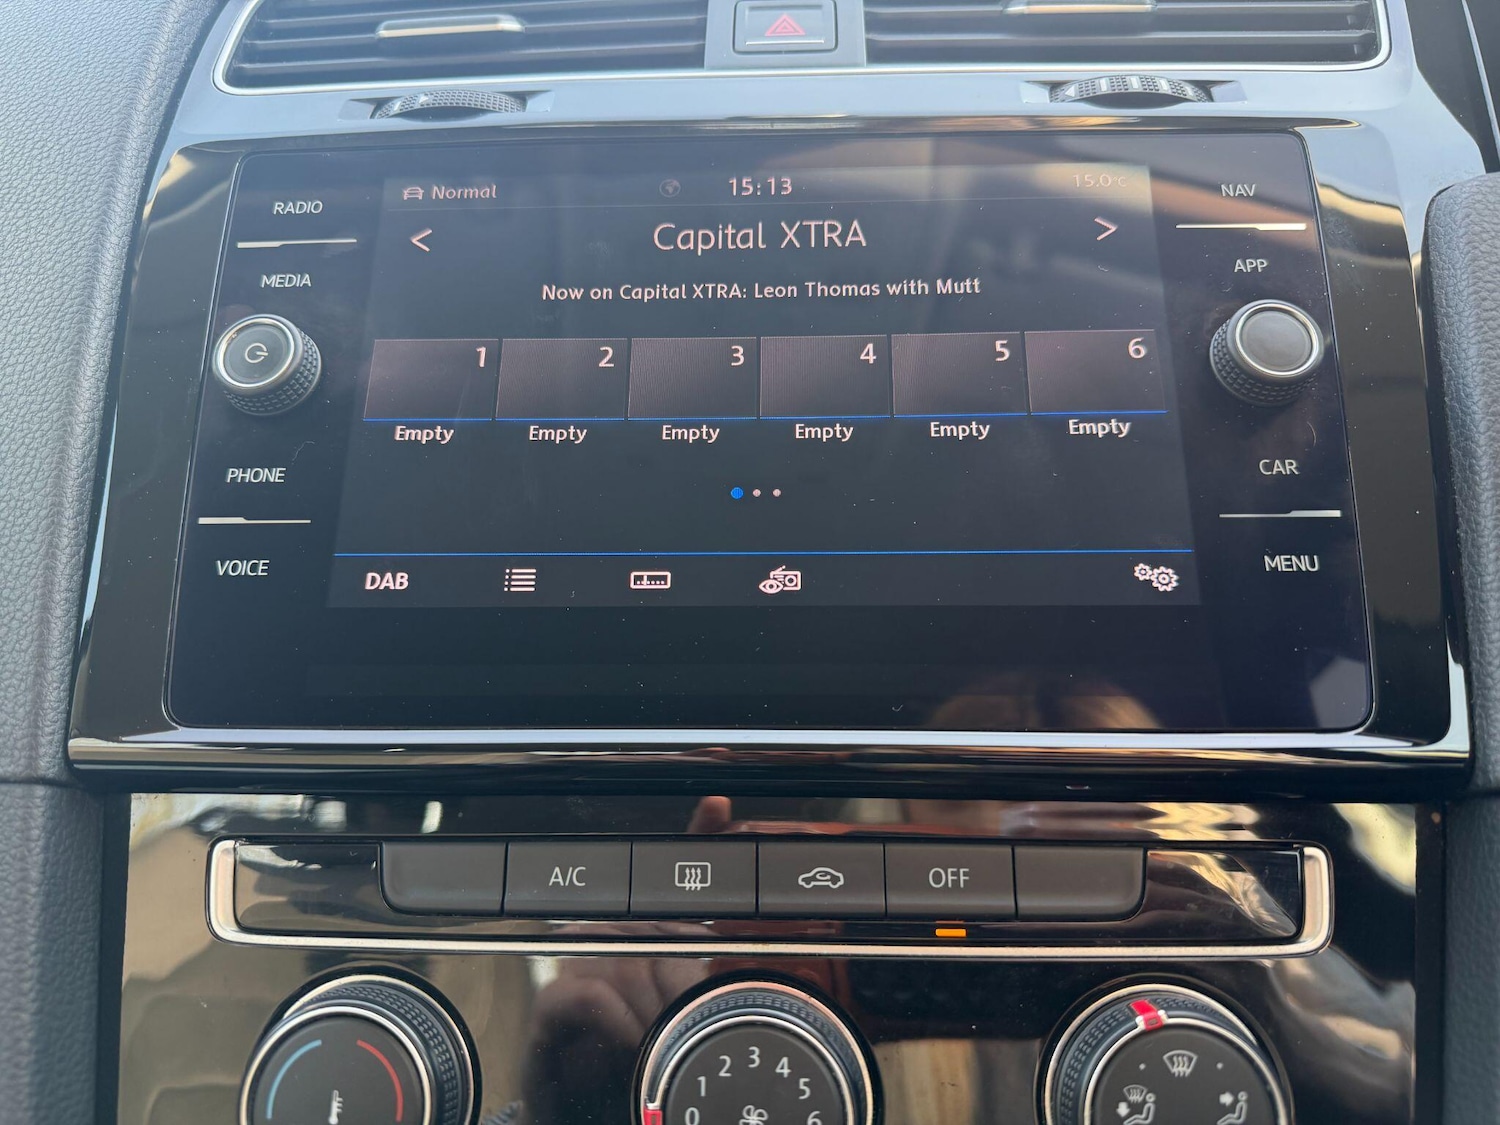 Normal 15:13 15.0°C
RADIO
NAV
Capital XTRA
MEDIA
APP
Now on Capital XTRA: Leon Thomas with Mutt
1 2 3 4 5 6
Empty Empty Empty Empty Empty Empty
PHONE
CAR
VOICE
MENU
DAB
A/C
OFF
0 1 2 3 4 5 6